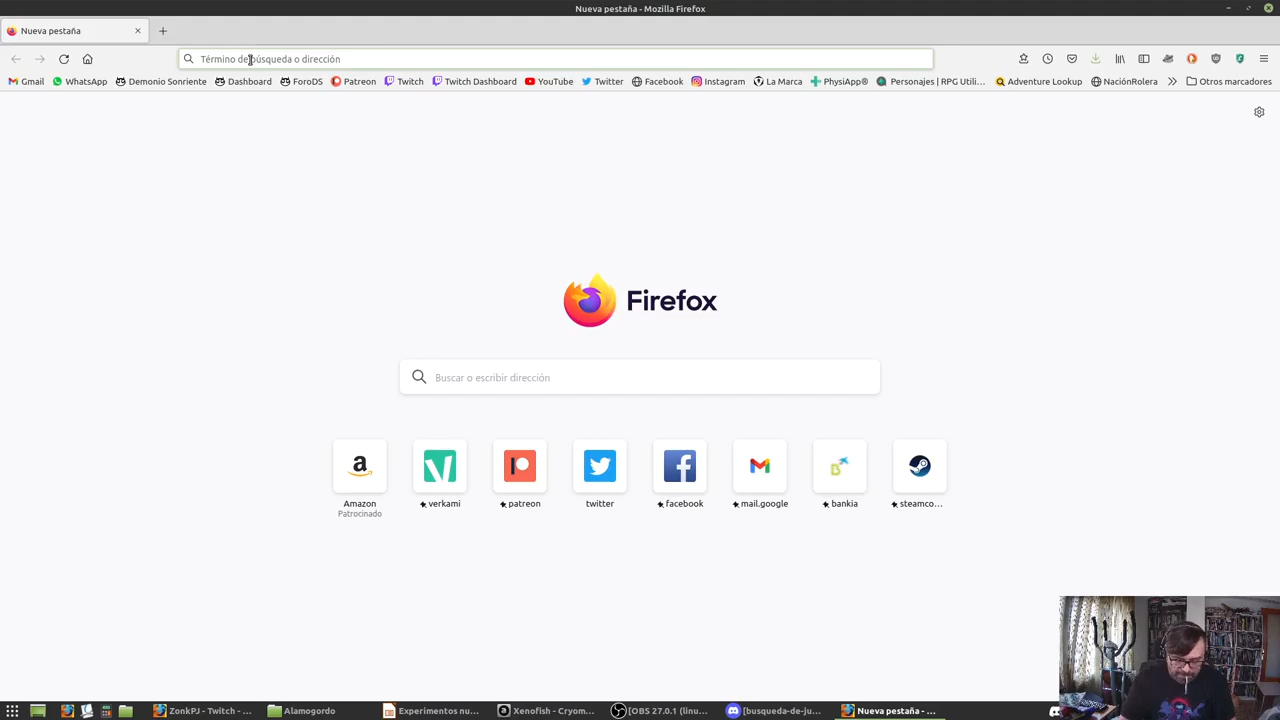 Nueva pestaña - Mozilla Firefox
Nueva pestaña
Término de búsqueda o dirección
Gmail WhatsApp Demonio Sonriente Dashboard ForoDS Patreon Twitch Twitch Dashboard YouTube Twitter Facebook Instagram La Marca PhysiApp® Personajes | RPG Utili... Adventure Lookup NaciónRolera Otros marcadores
Firefox
Buscar o escribir dirección
Amazon verkami patreon twitter facebook mail.google bankia steamco...
Patrocinado
ZonkPJ - Twitch - ... Alamogordo Experimentos nu... Xenofish - Cryom... [OBS 27.0.1 (linu... [busqueda-de-ju... Nueva pestaña - ...